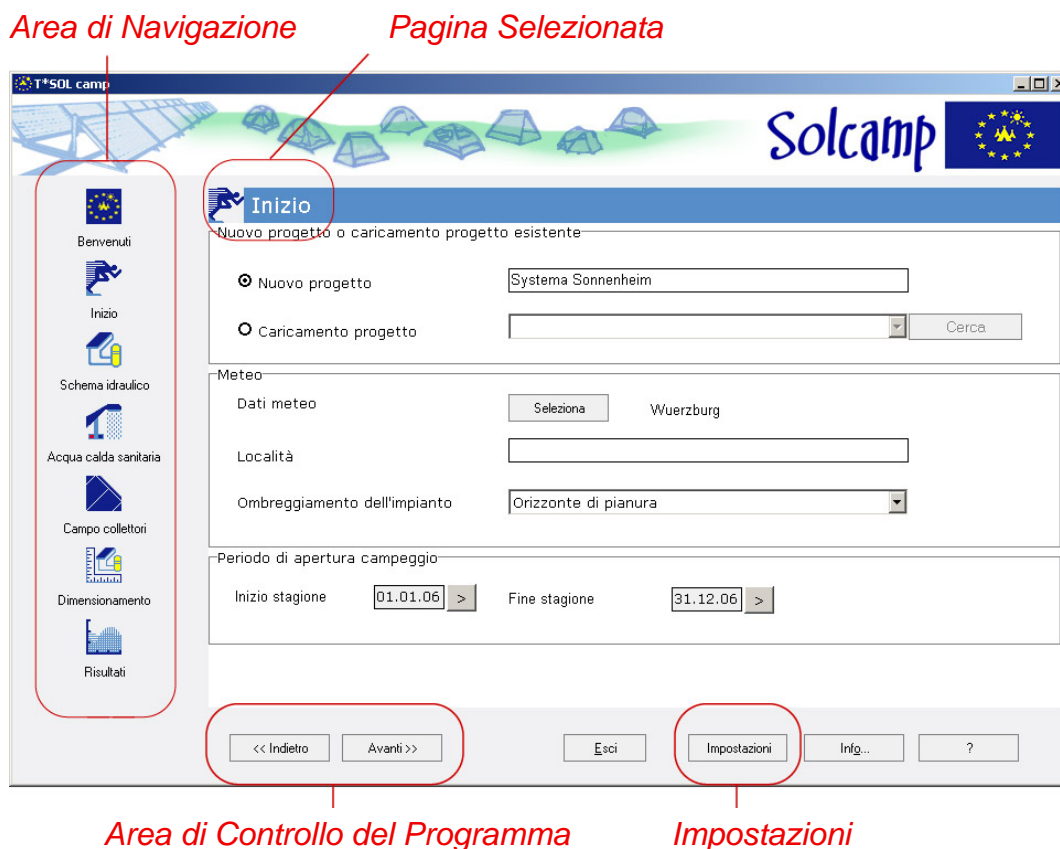 Area di Navigazione
Pagina Selezionata
T*SOL camp
Solcamp
Benvenuti
Inizio
Schema idraulico
Acqua calda sanitaria
Campo collettori
Dimensionamento
Risultati
Inizio
Nuovo progetto o caricamento progetto esistente
Nuovo progetto
Systema Sonnenheim
Caricamento progetto
Cerca
Meteo
Dati meteo
Seleziona
Wuerzburg
Località
Ombreggiamento dell'impianto
Orizzonte di pianura
Periodo di apertura campeggio
Inizio stagione
01.01.06
>
Fine stagione
31.12.06
>
<< Indietro
Avanti >>
Esci
Impostazioni
Info...
?
Area di Controllo del Programma
Impostazioni